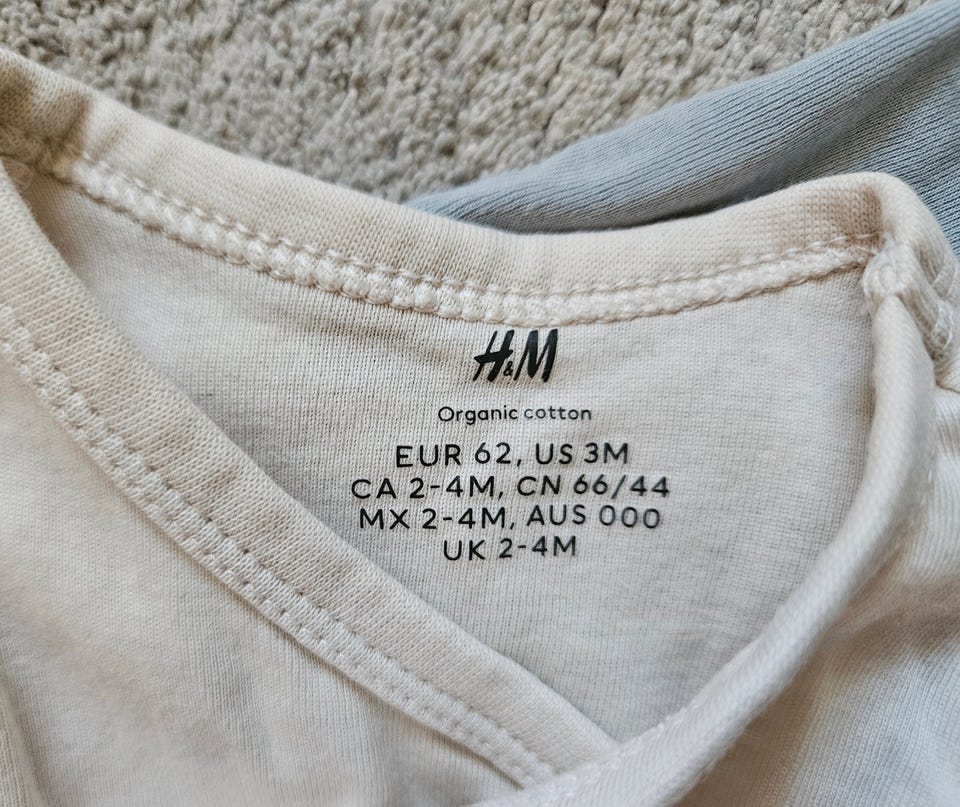 H&M
Organic cotton
EUR 62, US 3M
CA 2-4M, CN 66/44
MX 2-4M, AUS 000
UK 2-4M